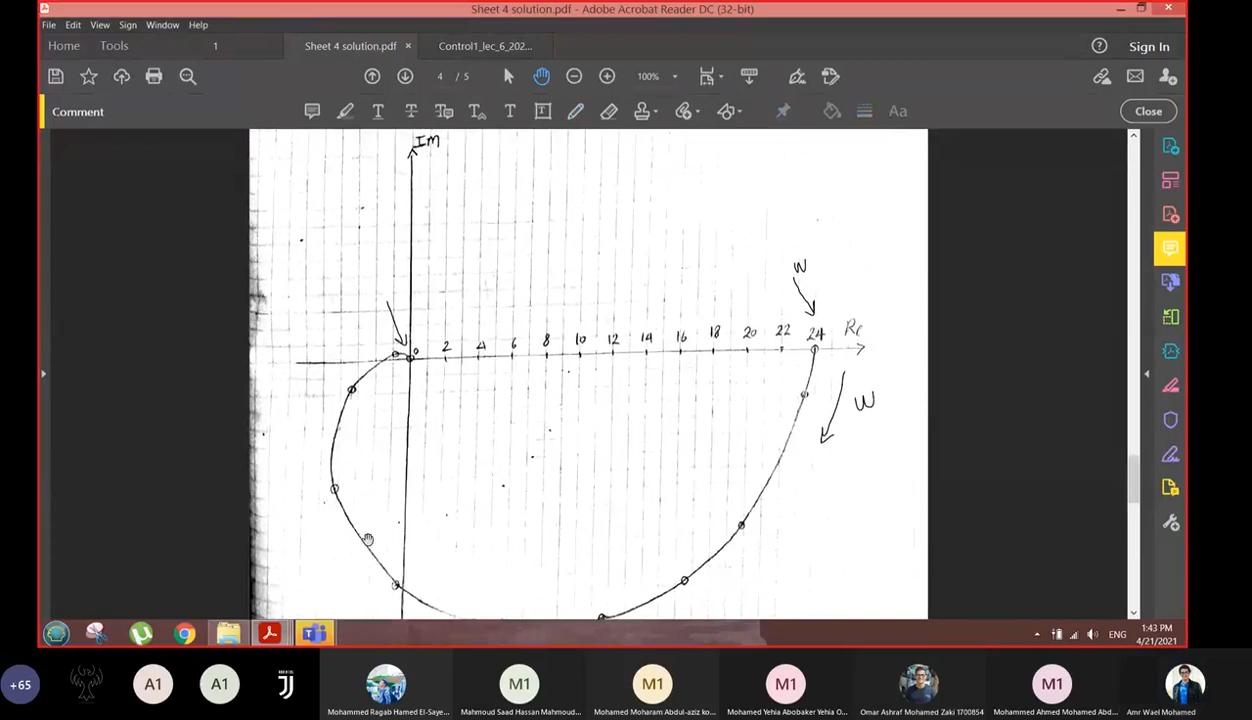 Sheet 4 solution.pdf - Adobe Acrobat Reader DC (32-bit)
File Edit View Sign Window Help
Home Tools 1 Sheet 4 solution.pdf × Control1_lec_6_202... Sign In
4 / 5 100%
Comment Close
Im
W
2 4 6 8 10 12 14 16 18 20 22 24 Re
0
W
ENG
1:43 PM
4/21/2021
+65 A1 A1 M1 M1 M1 M1
Mohammed Ragab Hamed El-Saye... Mahmoud Saad Hassan Mahmoud... Mohamed Moharam Abdul-aziz ko... Mohamed Yehia Abobaker Yehia O... Omar Ashraf Mohamed Zaki 1700854 Mohammed Ahmed Mohamed Abd... Amr Wael Mohamed